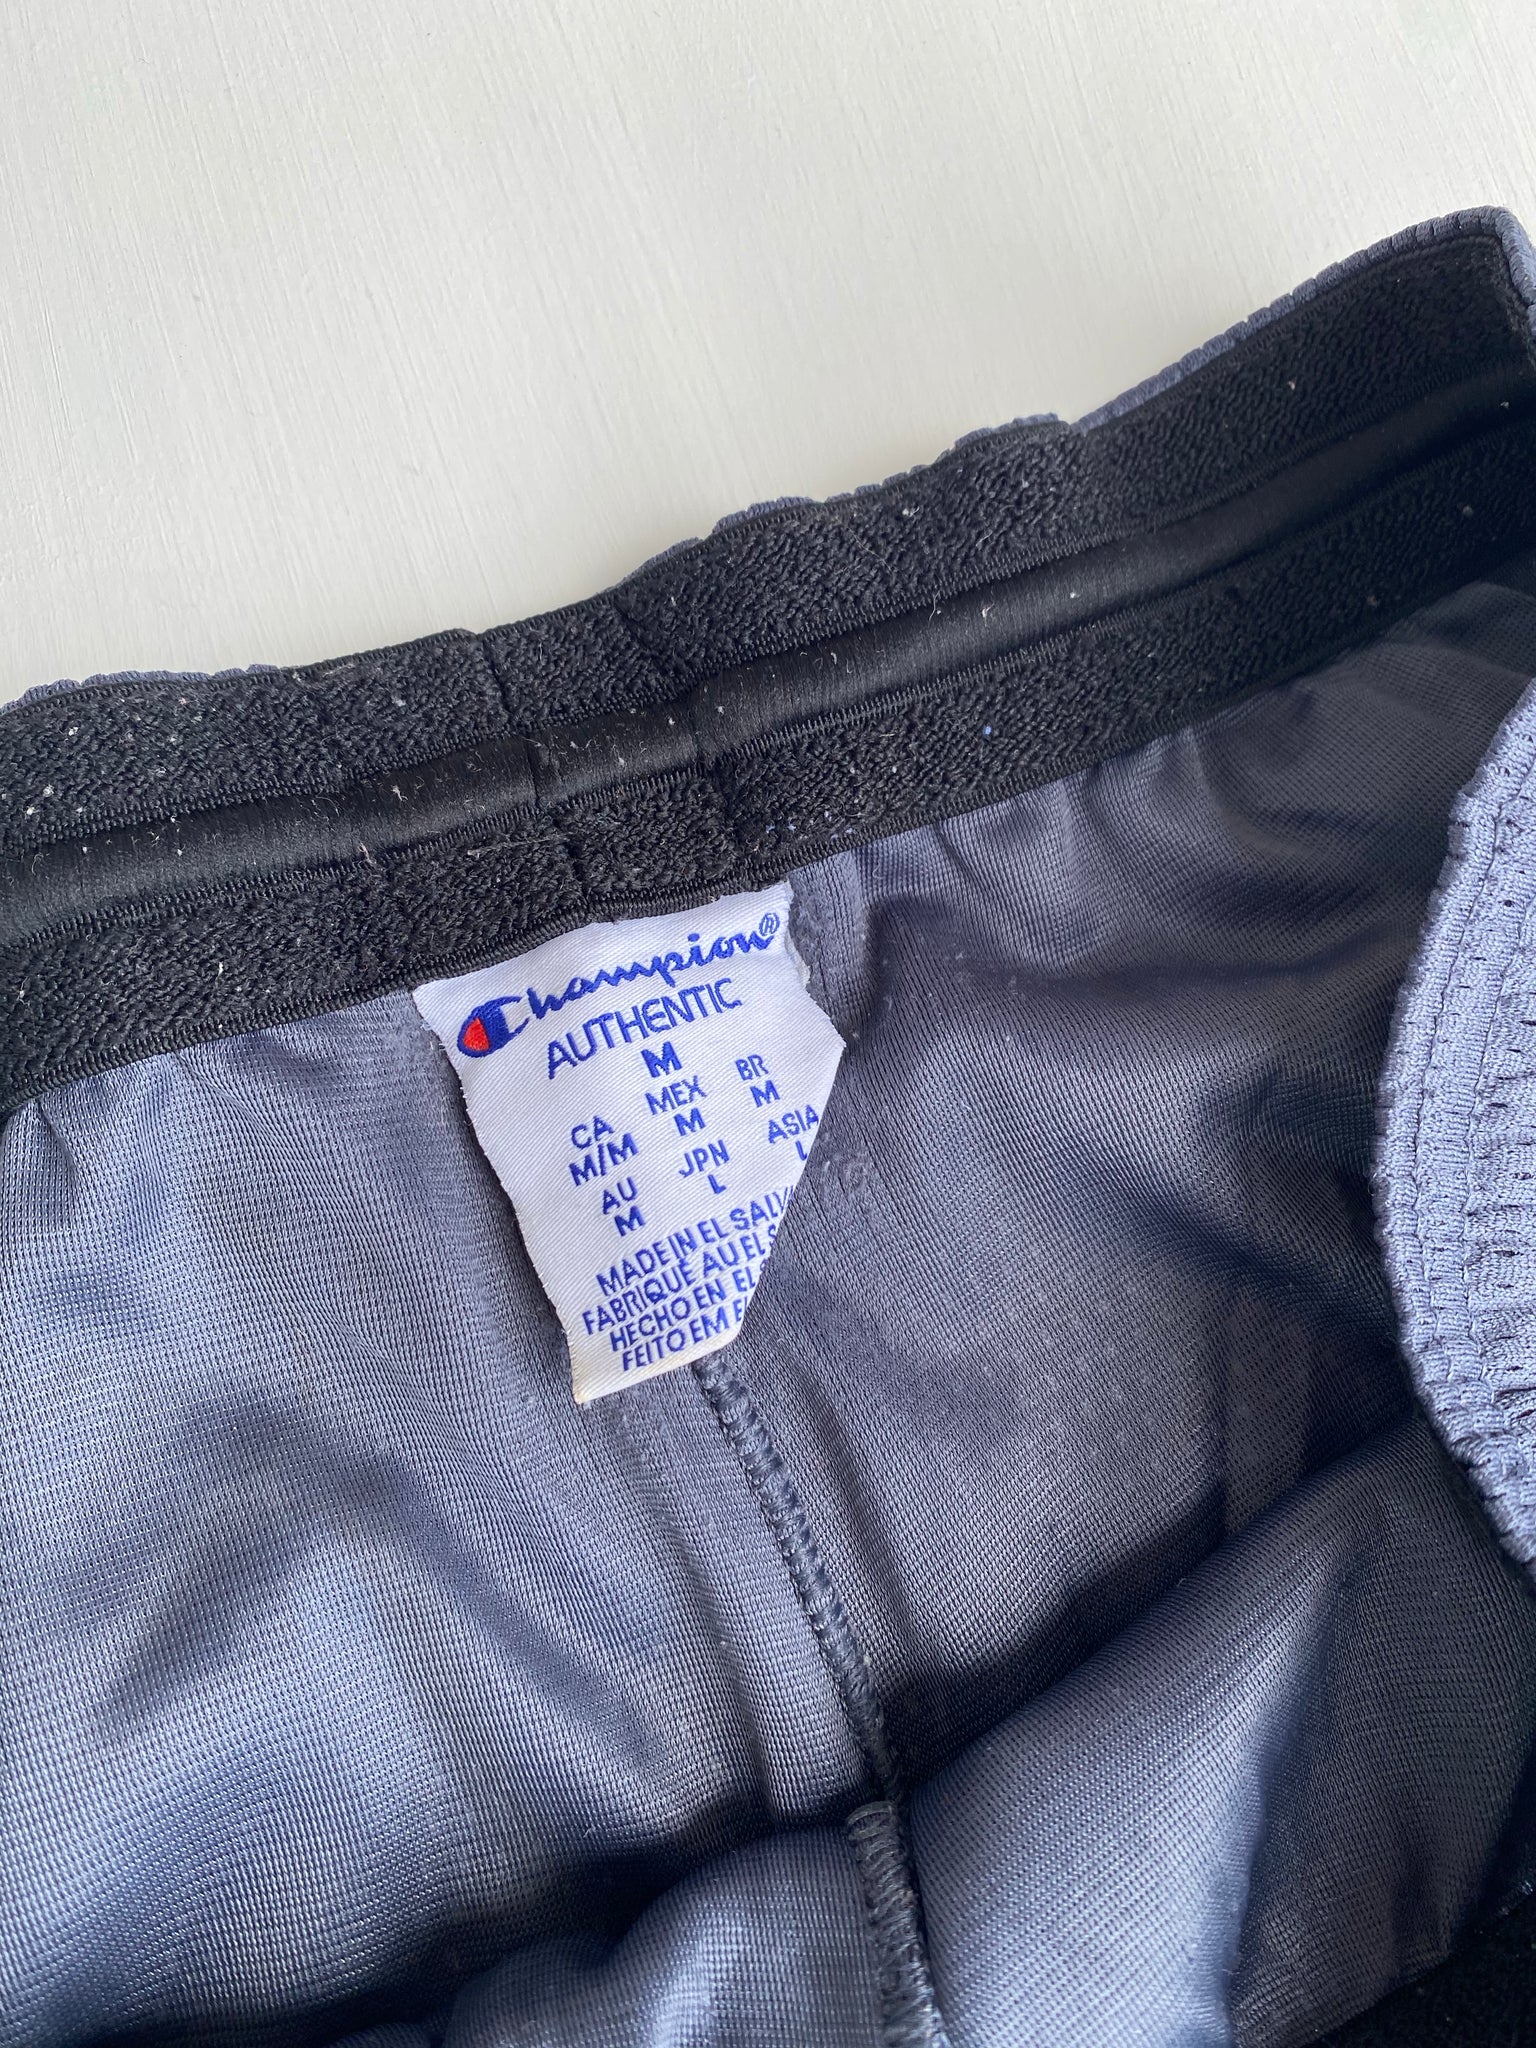 Champion®
AUTHENTIC
M
CA MEX BR
M/M M M
AU JPN ASIA
M L L
MADE IN EL
FABRIQUÉ AU EL
HECHO EN EL
FEITO EM